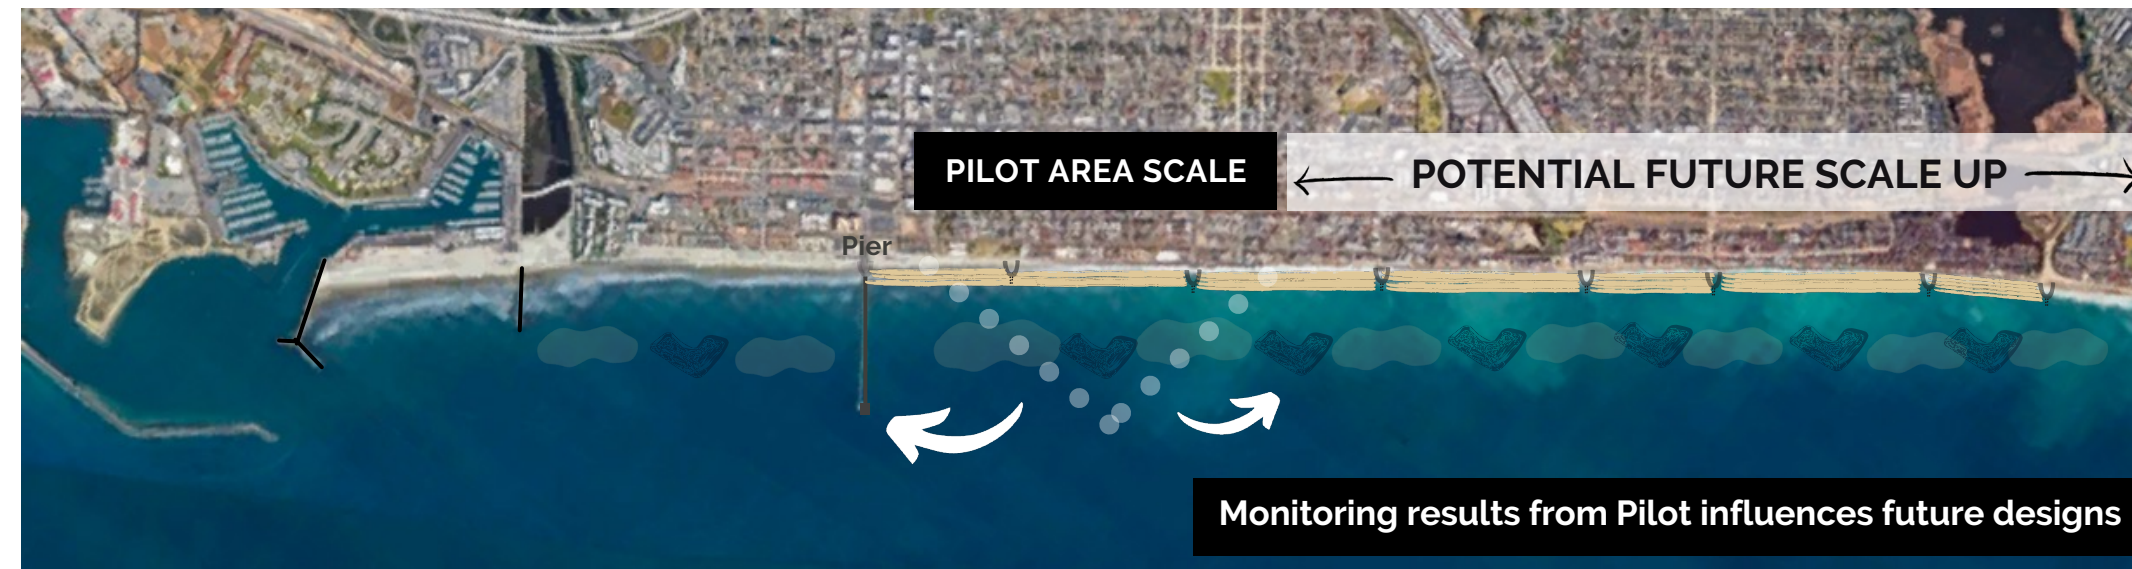 PILOT AREA SCALE
POTENTIAL FUTURE SCALE UP
Pier
Monitoring results from Pilot influences future designs